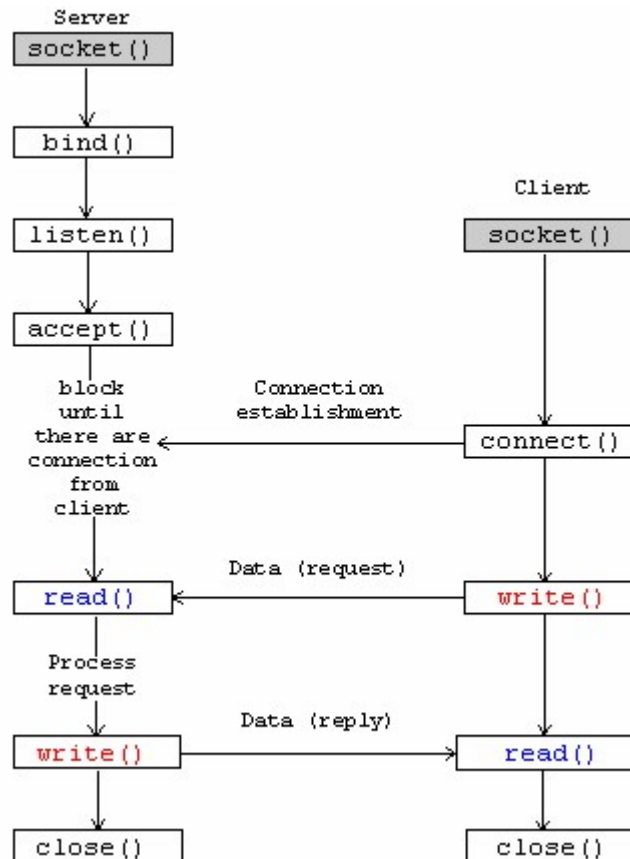 Server
socket()
bind()
Client
listen()
socket()
accept()
block
until
there are
connection
from
client
Connection
establishment
connect()
Data (request)
read()
write()
Process
request
Data (reply)
write()
read()
close()
close()